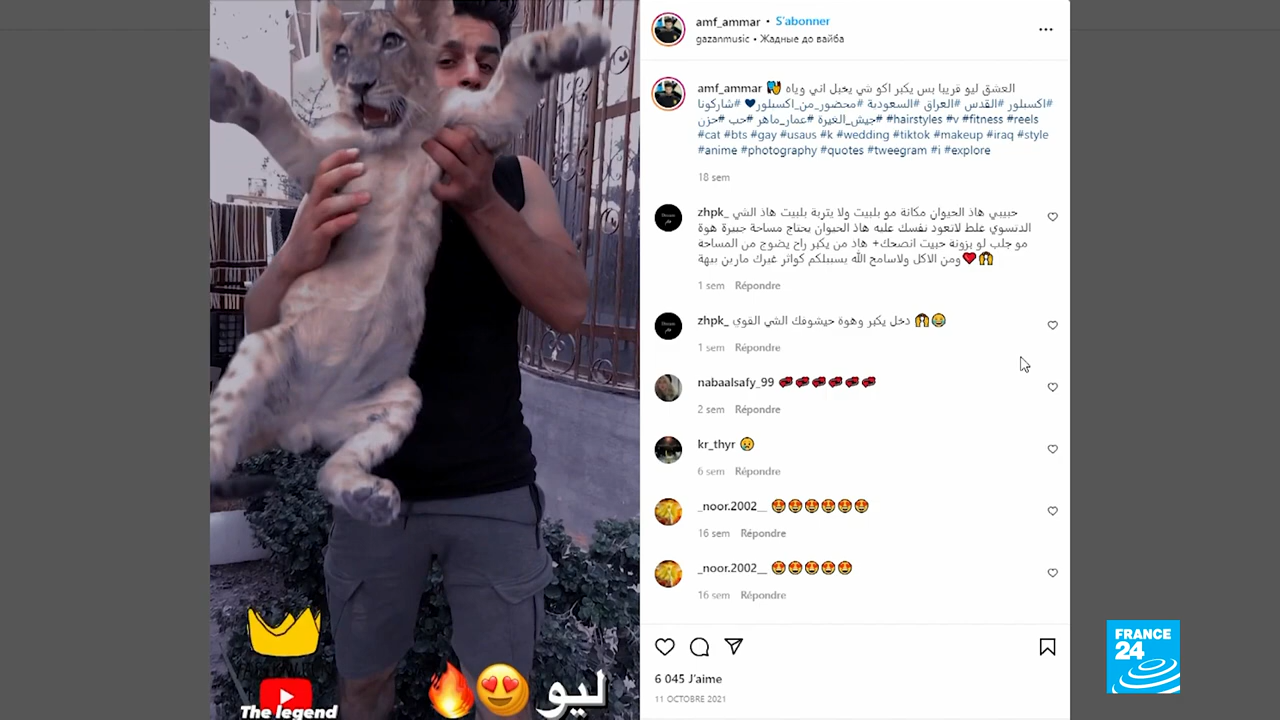 amf_ammar • S'abonner
gazanmusic • Жадные до вайба
amf_ammar العشق ليو قريبا بس يكبر اكو شي يخبل اني وياه
#اكسبلور #القدس #العراق #السعودية #محضور_من_اكسبلور #شاركونا
#جيش_الغيرة #عمار_ماهر #حب #حزن #hairstyles #v #fitness #reels
#cat #bts #gay #usaus #k #wedding #tiktok #makeup #iraq #style
#anime #photography #quotes #tweegram #i #explore
18 sem
zhpk_ حبيبي هاذ الحيوان مكانة مو بلبيت ولا يتربة بلبيت هاذ الشي
الدتسوي غلط لاتعود نفسك عليه هاذ الحيوان يحتاج مساحة جبيرة هوة
مو جلب لو بزونة حبيت انصحك+ هاذ من يكبر راح يضوج من المساحة
ومن الاكل ولاسامح الله يسببلكم كوائر غيرك مارين بيهة
1 sem Répondre
zhpk_ دخل يكبر وهوة حيشوفك الشي القوي
1 sem Répondre
nabaalsafy_99
2 sem Répondre
kr_thyr
6 sem Répondre
_noor.2002__
16 sem Répondre
_noor.2002__
16 sem Répondre
6 045 J'aime
11 OCTOBRE 2021
ليو
The legend
FRANCE
24